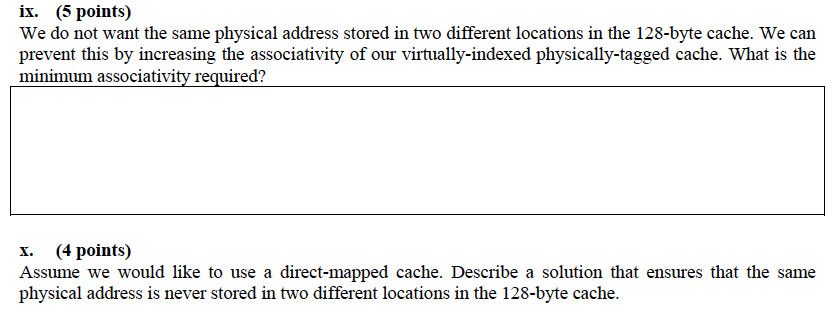 ix. (5 points)
We do not want the same physical address stored in two different locations in the 128-byte cache. We can
prevent this by increasing the associativity of our virtually-indexed physically-tagged cache. What is the
minimum associativity required?
x. (4 points)
Assume we would like to use a direct-mapped cache. Describe a solution that ensures that the same
physical address is never stored in two different locations in the 128-byte cache.